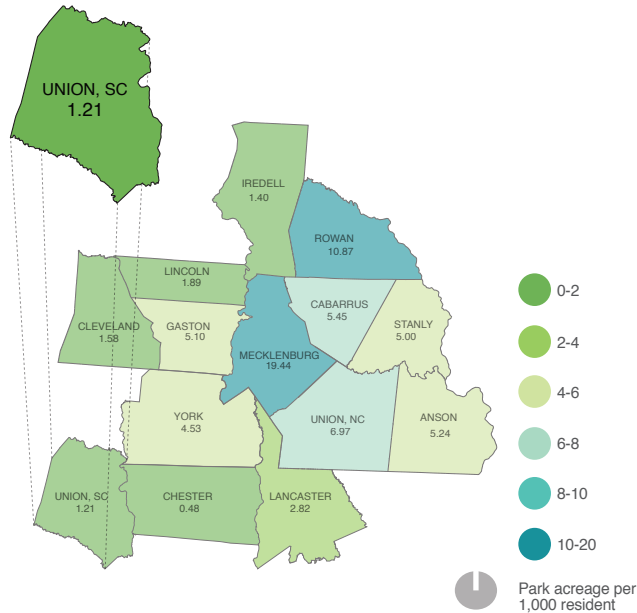 UNION, SC
1.21
IREDELL
1.40
ROWAN
10.87
LINCOLN
1.89
CABARRUS
5.45
CLEVELAND
1.58
GASTON
5.10
STANLY
5.00
MECKLENBURG
19.44
YORK
4.53
UNION, NC
6.97
ANSON
5.24
UNION, SC
1.21
CHESTER
0.48
LANCASTER
2.82
0-2
2-4
4-6
6-8
8-10
10-20
Park acreage per
1,000 resident